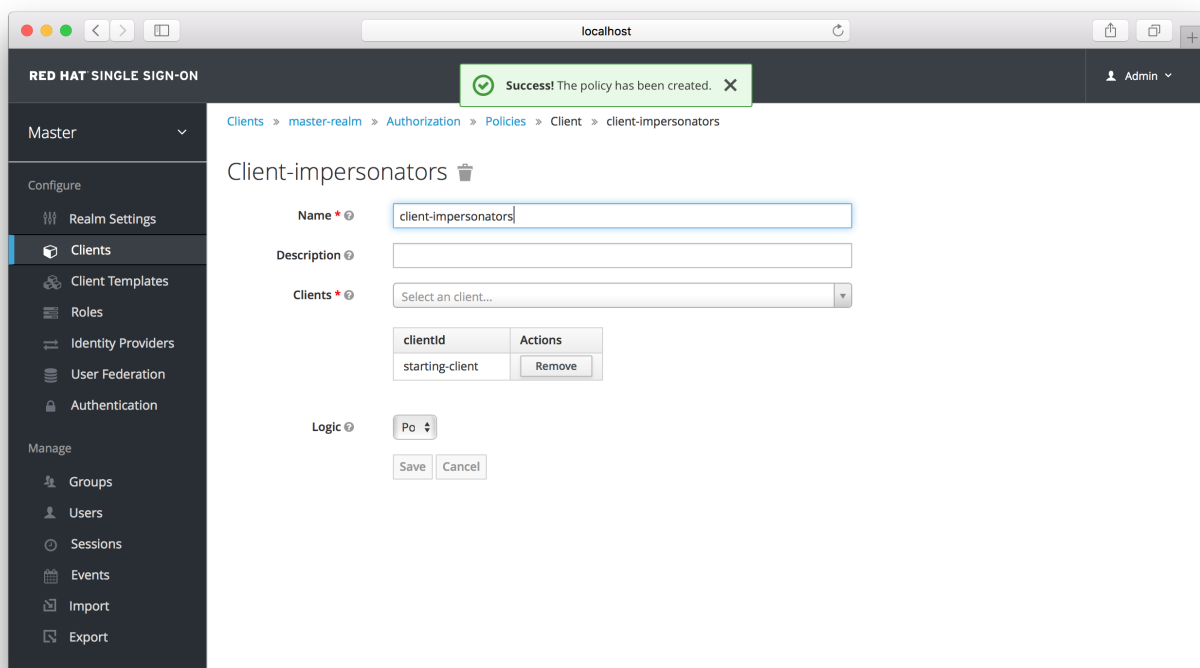 localhost
RED HAT SINGLE SIGN-ON
Success! The policy has been created.
Admin
Master
Clients » master-realm » Authorization » Policies » Client » client-impersonators
Configure
Realm Settings
Clients
Client Templates
Roles
Identity Providers
User Federation
Authentication
Manage
Groups
Users
Sessions
Events
Import
Export
Client-impersonators
Name *
client-impersonators
Description
Clients *
Select an client...
clientId Actions
starting-client Remove
Logic
Po
Save Cancel